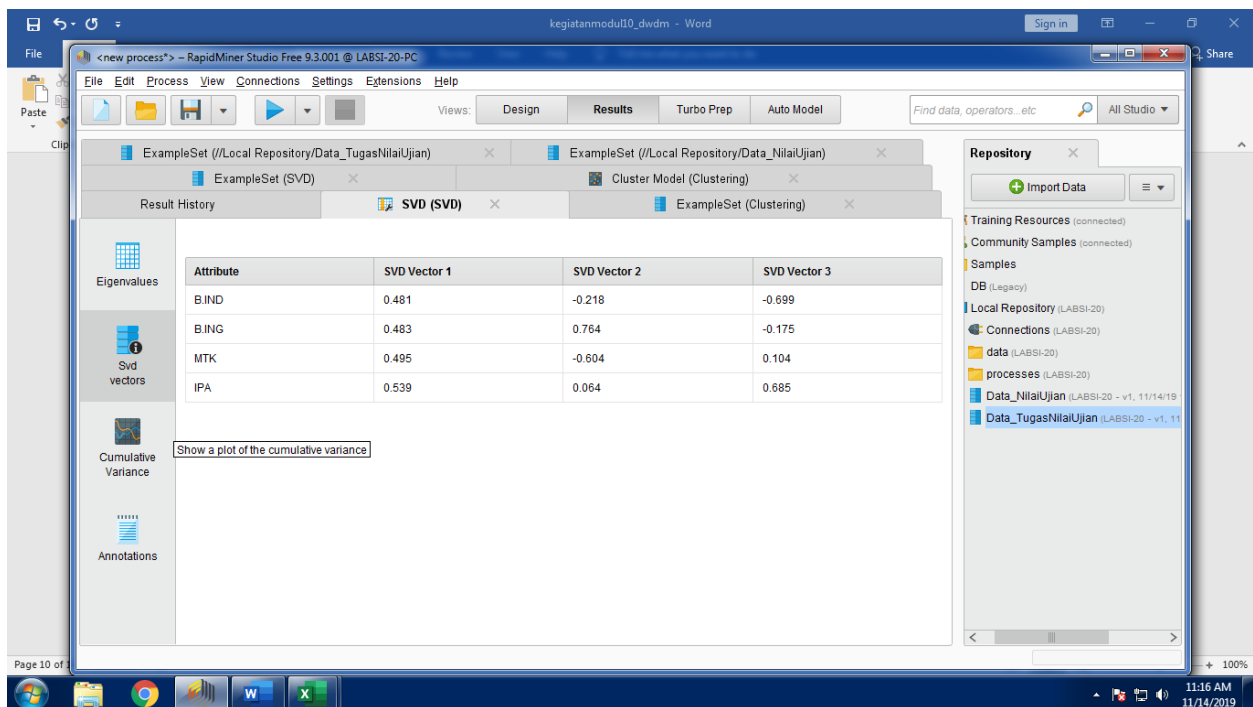 kegiatanmodul10_dwdm - Word
Sign in
File
Share
<new process*> – RapidMiner Studio Free 9.3.001 @ LABSI-20-PC
File Edit Process View Connections Settings Extensions Help
Paste
Clip
Views: Design Results Turbo Prep Auto Model
Find data, operators...etc
All Studio
ExampleSet (//Local Repository/Data_TugasNilaiUjian)
ExampleSet (//Local Repository/Data_NilaiUjian)
ExampleSet (SVD)
Cluster Model (Clustering)
Result History
SVD (SVD)
ExampleSet (Clustering)
Eigenvalues
Svd
vectors
Cumulative
Variance
Annotations
Attribute SVD Vector 1 SVD Vector 2 SVD Vector 3
B.IND 0.481 -0.218 -0.699
B.ING 0.483 0.764 -0.175
MTK 0.495 -0.604 0.104
IPA 0.539 0.064 0.685
Show a plot of the cumulative variance
Repository
Import Data
Training Resources (connected)
Community Samples (connected)
Samples
DB (Legacy)
Local Repository (LABSI-20)
Connections (LABSI-20)
data (LABSI-20)
processes (LABSI-20)
Data_NilaiUjian (LABSI-20 - v1, 11/14/19
Data_TugasNilaiUjian (LABSI-20 - v1, 11
Page 10 of 1
100%
11:16 AM
11/14/2019